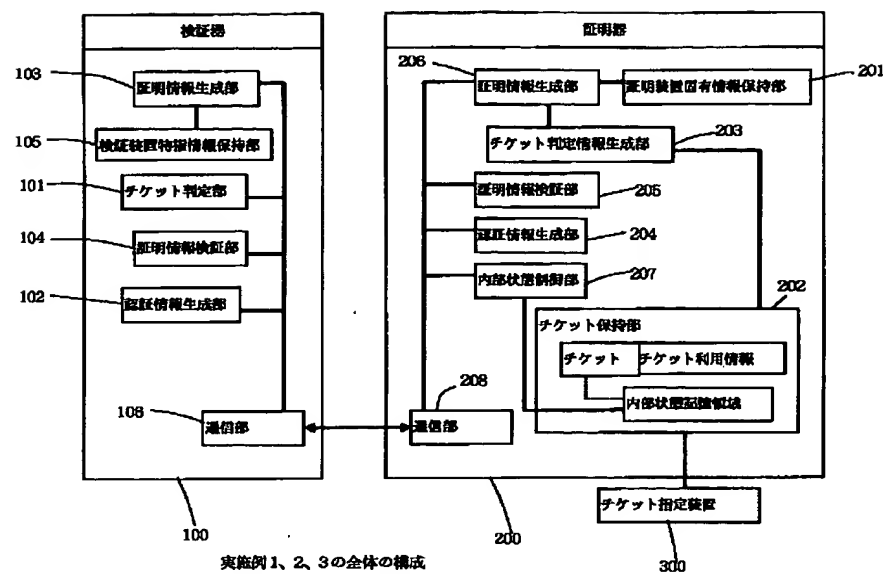 検証器
103
証明情報生成部
105
検証装置特権情報保持部
101
チケット判定部
104
証明情報検証部
102
認証情報生成部
106
通信部
100
証明器
206
証明情報生成部
証明装置固有情報保持部
201
チケット判定情報生成部
203
証明情報検証部
205
認証情報生成部
204
内部状態制御部
207
202
チケット保持部
チケット
チケット利用情報
内部状態記憶領域
208
通信部
200
チケット指定装置
300
実施例1、2、3の全体の構成